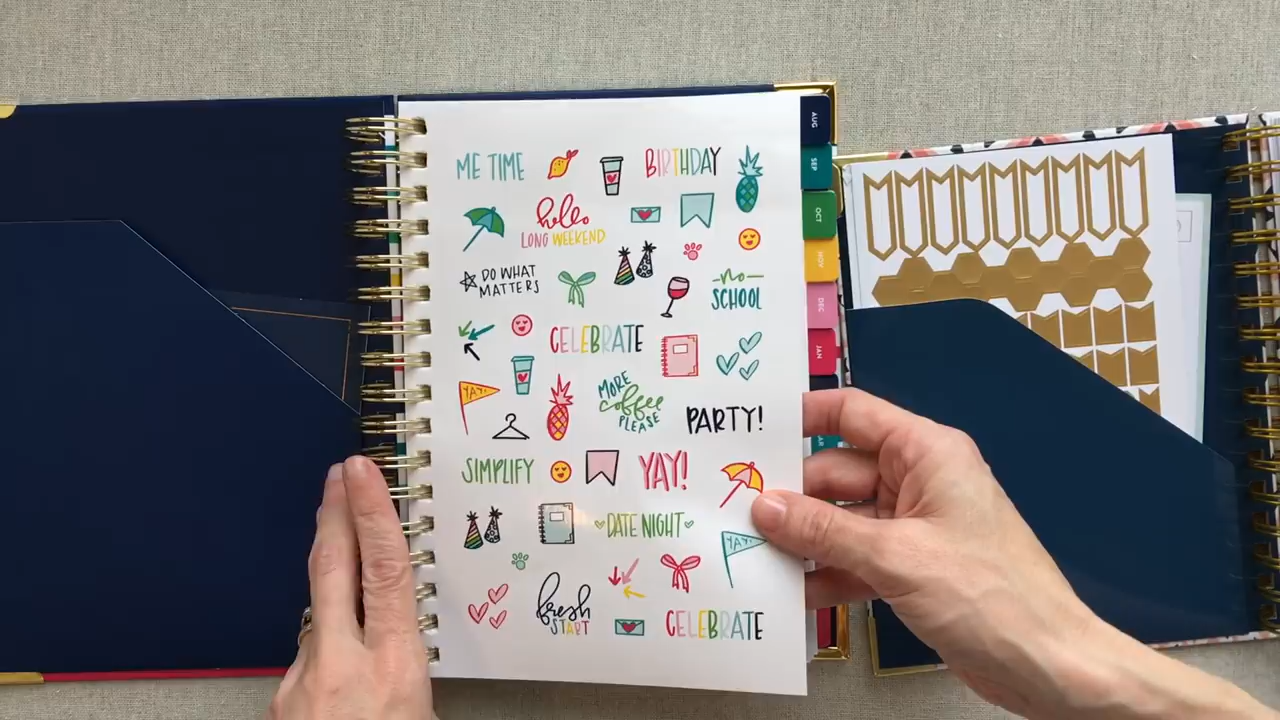 ME TIME
BIRTHDAY
hello
LONG WEEKEND
DO WHAT
MATTERS
no
SCHOOL
CELEBRATE
YAY!
MORE
coffee
PLEASE
PARTY!
SIMPLIFY
YAY!
DATE NIGHT
YAY!
fresh
START
CELEBRATE
AUG
SEP
OCT
NOV
DEC
JAN